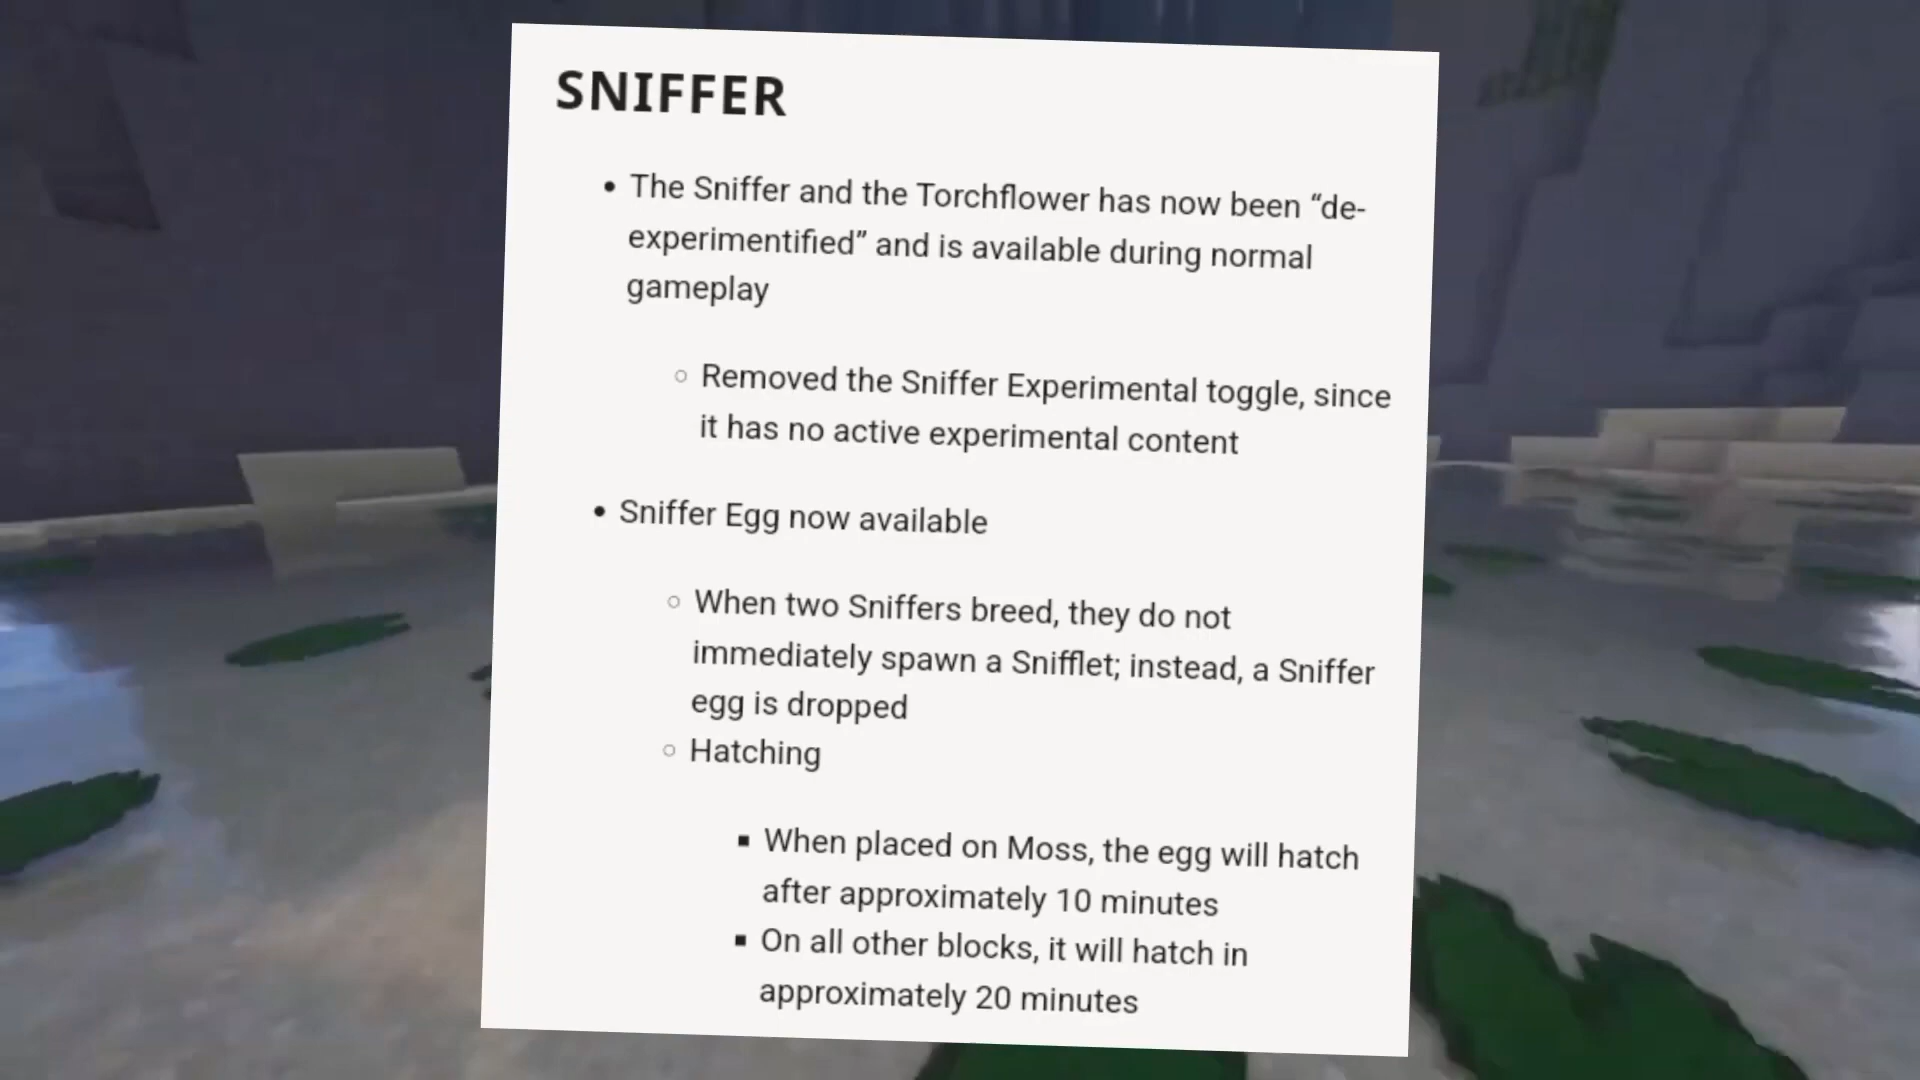 SNIFFER
• The Sniffer and the Torchflower has now been “de-
experimentified” and is available during normal
gameplay
○ Removed the Sniffer Experimental toggle, since
it has no active experimental content
• Sniffer Egg now available
○ When two Sniffers breed, they do not
immediately spawn a Snifflet; instead, a Sniffer
egg is dropped
○ Hatching
▪ When placed on Moss, the egg will hatch
after approximately 10 minutes
▪ On all other blocks, it will hatch in
approximately 20 minutes